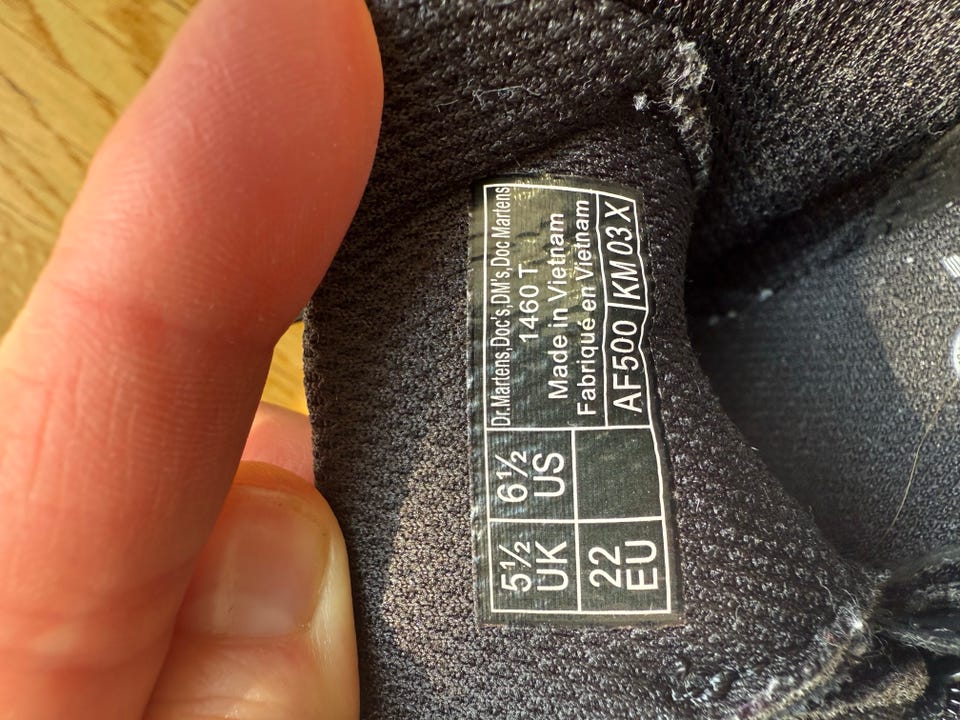 Dr.Martens,Doc's,DM's,Doc Martens
1460 T
Made in Vietnam
Fabriqué en Vietnam
AF500 KM 03 X
5½ UK
6½ US
22 EU